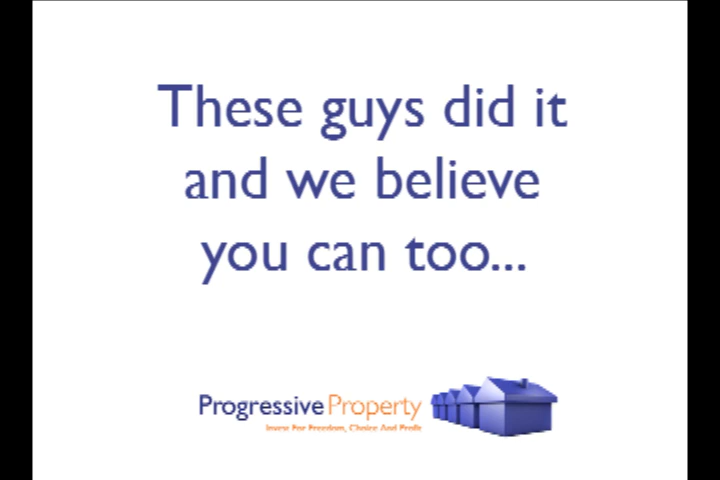 These guys did it
and we believe
you can too...
Progressive Property
Invest For Freedom, Choice And Profit